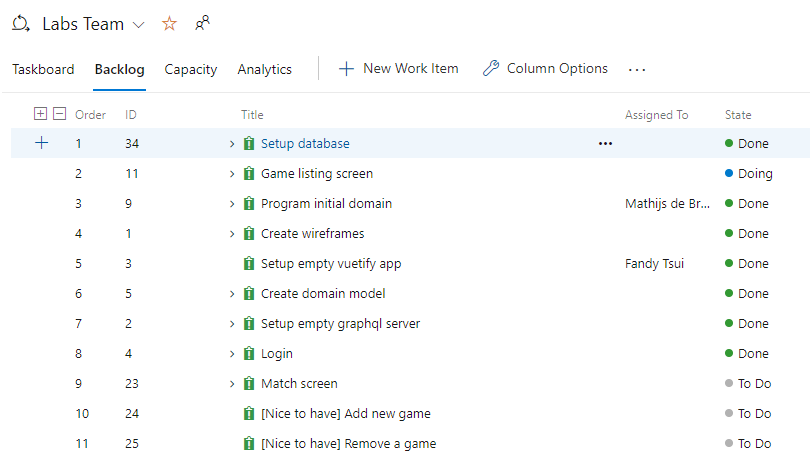 Labs Team
Taskboard Backlog Capacity Analytics New Work Item Column Options ...
Order ID Title Assigned To State
1 34 Setup database ... Done
2 11 Game listing screen Doing
3 9 Program initial domain Mathijs de Br... Done
4 1 Create wireframes Done
5 3 Setup empty vuetify app Fandy Tsui Done
6 5 Create domain model Done
7 2 Setup empty graphql server Done
8 4 Login Done
9 23 Match screen To Do
10 24 [Nice to have] Add new game To Do
11 25 [Nice to have] Remove a game To Do